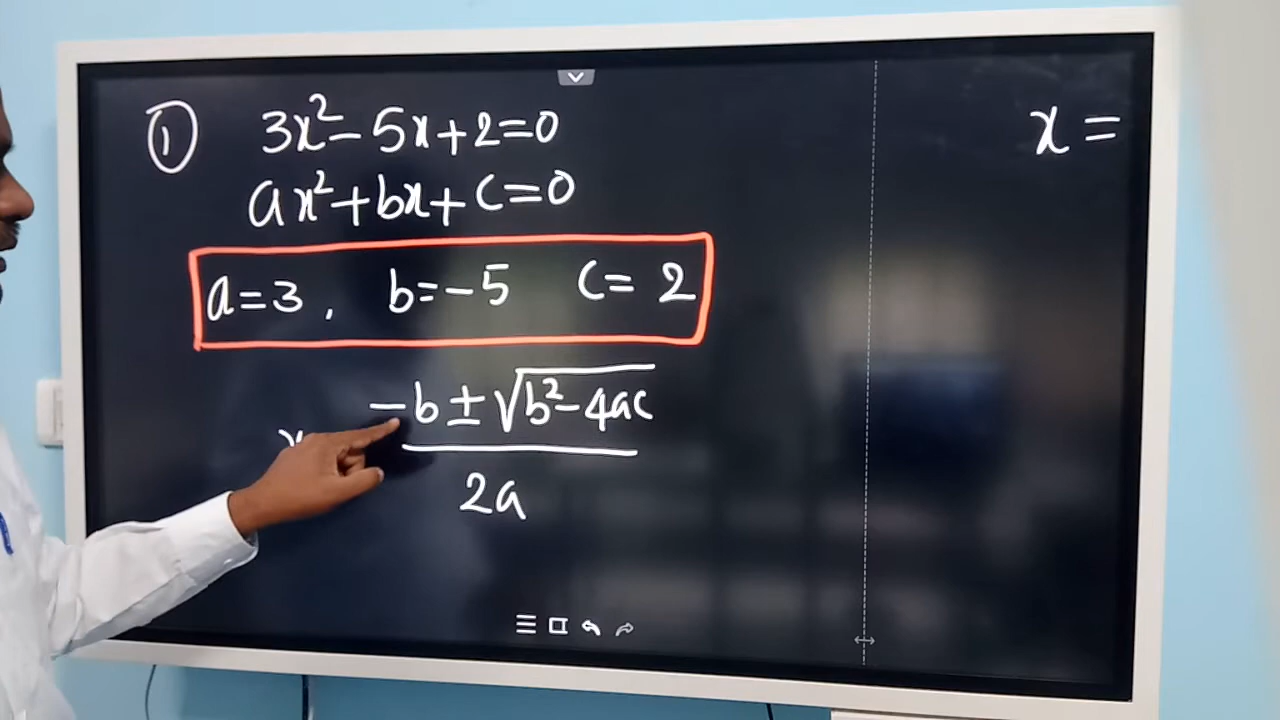 ① 3x²-5x+2=0
ax²+bx+c=0
a=3, b=-5 c=2
-b±√b²-4ac
2a
x=